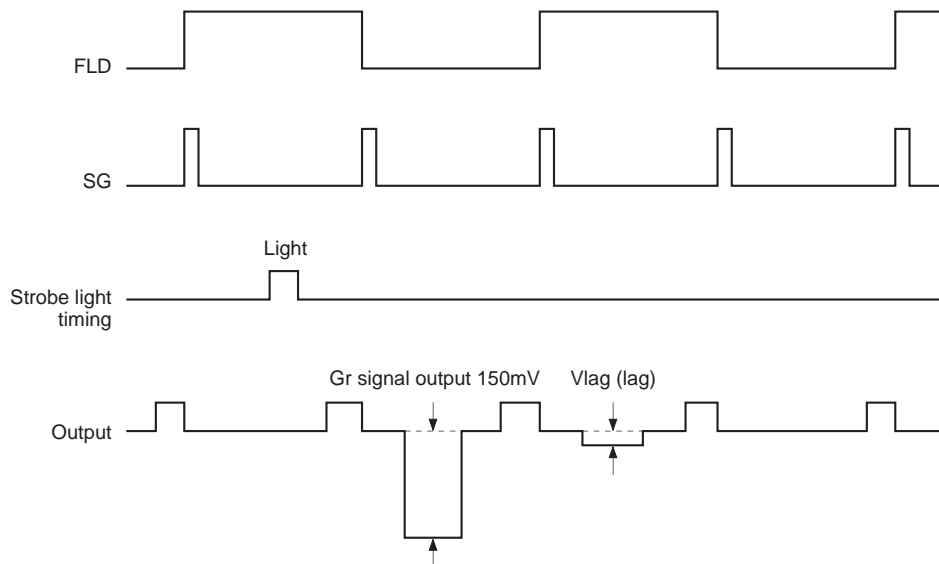 FLD
SG
Light
Strobe light
timing
Gr signal output 150mV
Vlag (lag)
Output